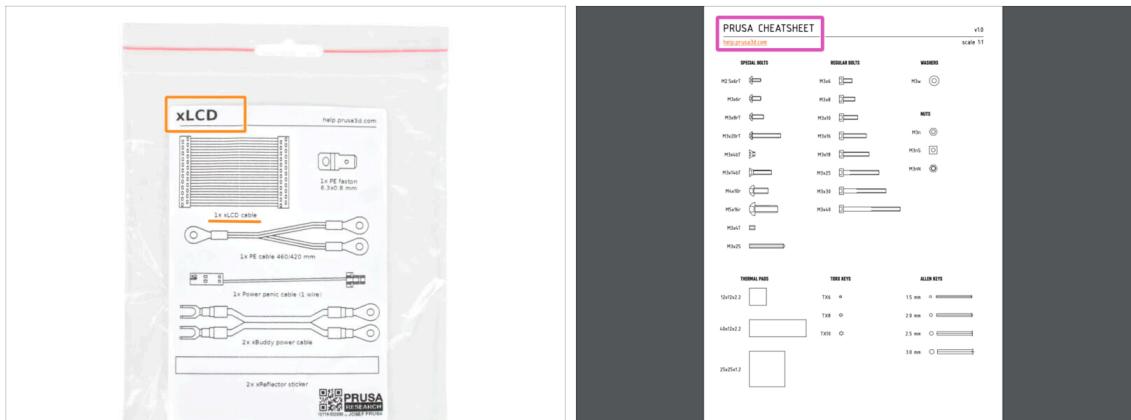 xLCD
help.prusa3d.com
1x PE faston
6.3x0.8 mm
1x xLCD cable
1x PE cable 460/420 mm
1x Power panic cable (1 wire)
2x xBuddy power cable
2x xReflector sticker
PRUSA
RESEARCH
by JOSEF PRUSA
PRUSA CHEATSHEET
v1.0
help.prusa3d.com
scale 1:1
SPECIAL BOLTS
M2.5x6rT
M3x6r
M3x8rT
M3x20rT
M3x4bT
M3x14bT
M4x10r
M5x16r
M3x4T
M3x25
REGULAR BOLTS
M3x6
M3x8
M3x10
M3x16
M3x18
M3x25
M3x30
M3x40
WASHERS
M3w
NUTS
M3n
M3nS
M3nN
THERMAL PADS
12x12x2.2
40x12x2.2
25x25x1.2
TORX KEYS
TX6
TX8
TX10
ALLEN KEYS
1.5 mm
2.0 mm
2.5 mm
3.0 mm